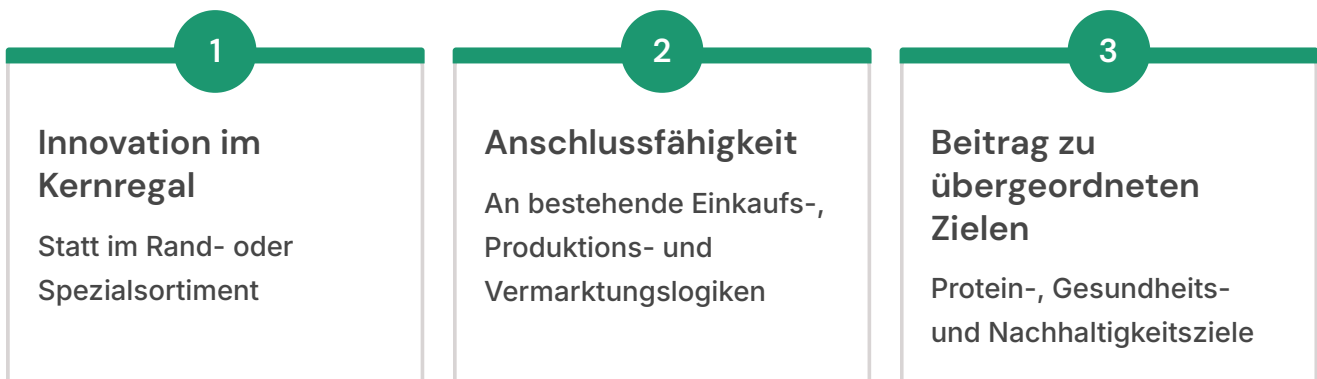 1
Innovation im
Kernregal
Statt im Rand- oder
Spezialsortiment
2
Anschlussfähigkeit
An bestehende Einkaufs-,
Produktions- und
Vermarktungslogiken
3
Beitrag zu
übergeordneten
Zielen
Protein-, Gesundheits-
und Nachhaltigkeitsziele